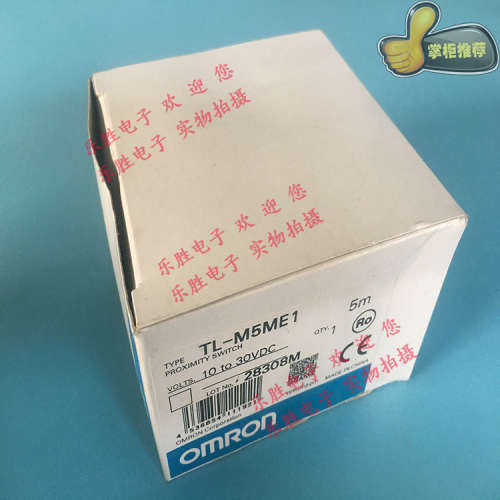 掌柜推荐
乐胜电子 欢迎您
乐胜电子 实物拍摄
乐胜电子 欢迎您
乐胜电子 实物拍摄
TYPE TL-M5ME1 5m
PROXIMITY SWITCH QTY. 1
VOLTS. 10 to 30VDC
LOT No. 28308M
CE
MADE IN CHINA
OMRON Corporation
OMRON
乐胜电子 欢迎您
乐胜电子 实物拍摄